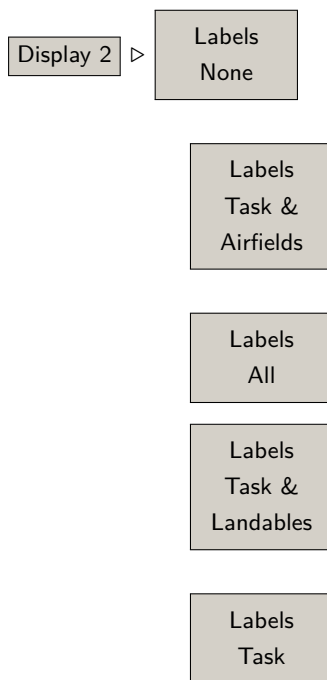 Display 2 ▷ Labels
None
Labels
Task &
Airfields
Labels
All
Labels
Task &
Landables
Labels
Task